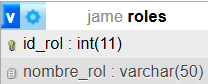 v jame roles
id_rol : int(11)
nombre_rol : varchar(50)